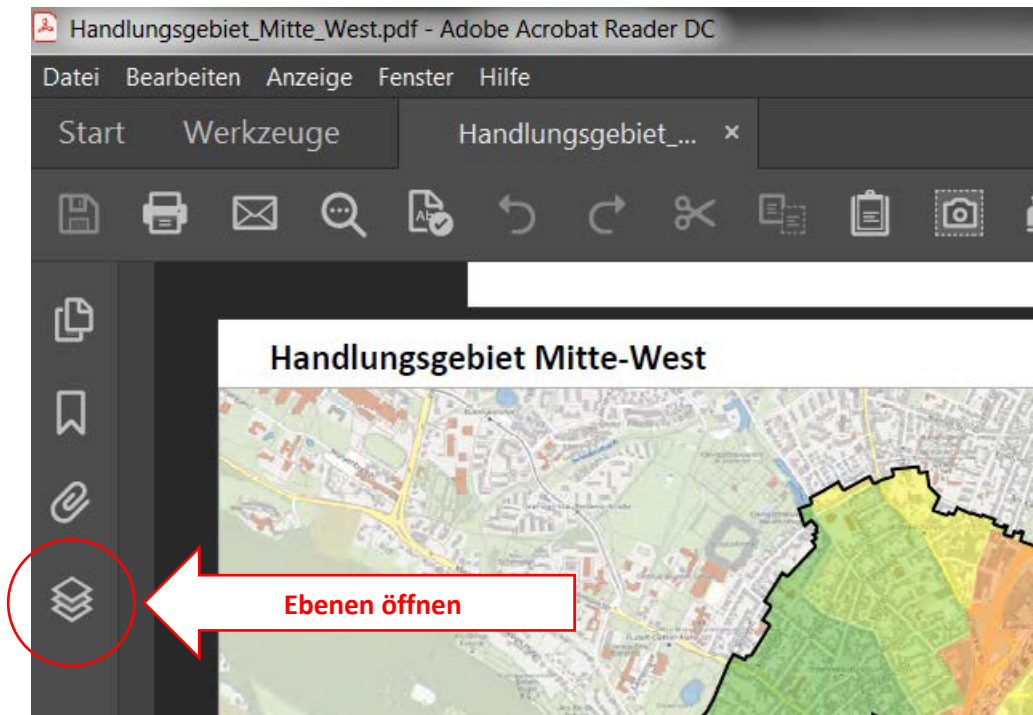 Handlungsgebiet_Mitte_West.pdf - Adobe Acrobat Reader DC
Datei Bearbeiten Anzeige Fenster Hilfe
Start Werkzeuge Handlungsgebiet_... ×
Handlungsgebiet Mitte-West
Ebenen öffnen